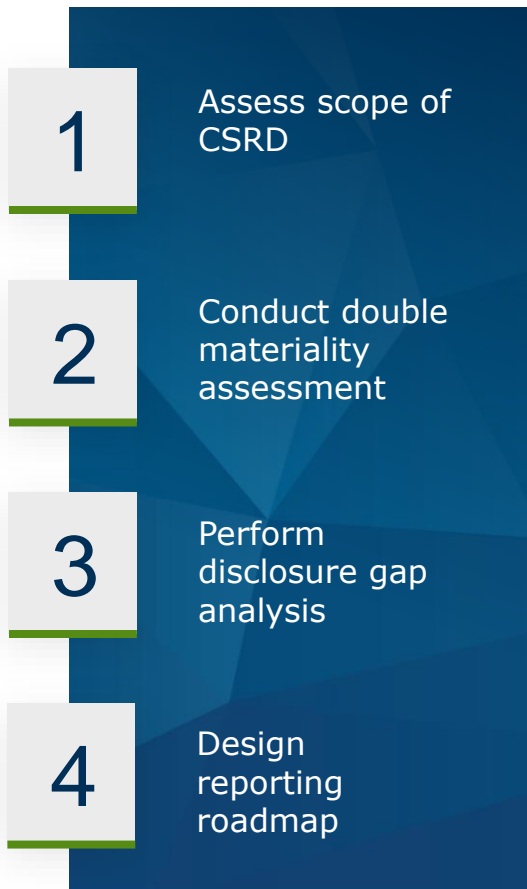 1
Assess scope of
CSRD
2
Conduct double
materiality
assessment
3
Perform
disclosure gap
analysis
4
Design
reporting
roadmap